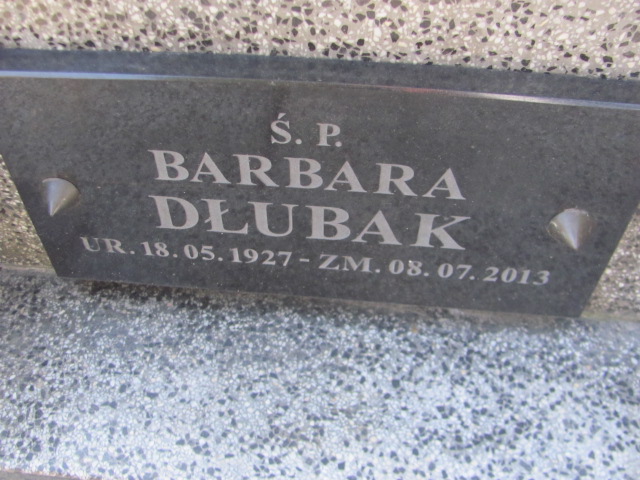 Ś. P.
BARBARA
DŁUBAK
UR. 18.05.1927 - ZM. 08.07.2013